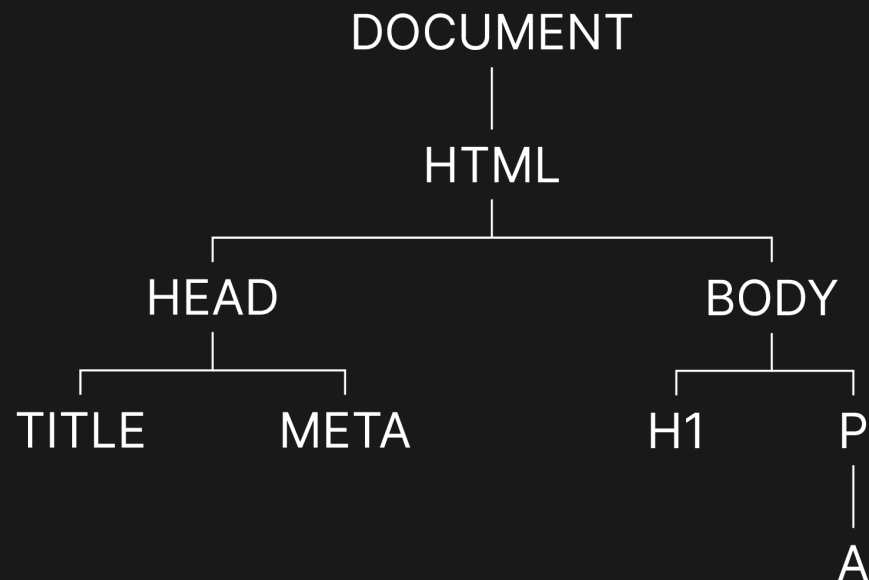 DOCUMENT
HTML
HEAD BODY
TITLE META H1 P
A